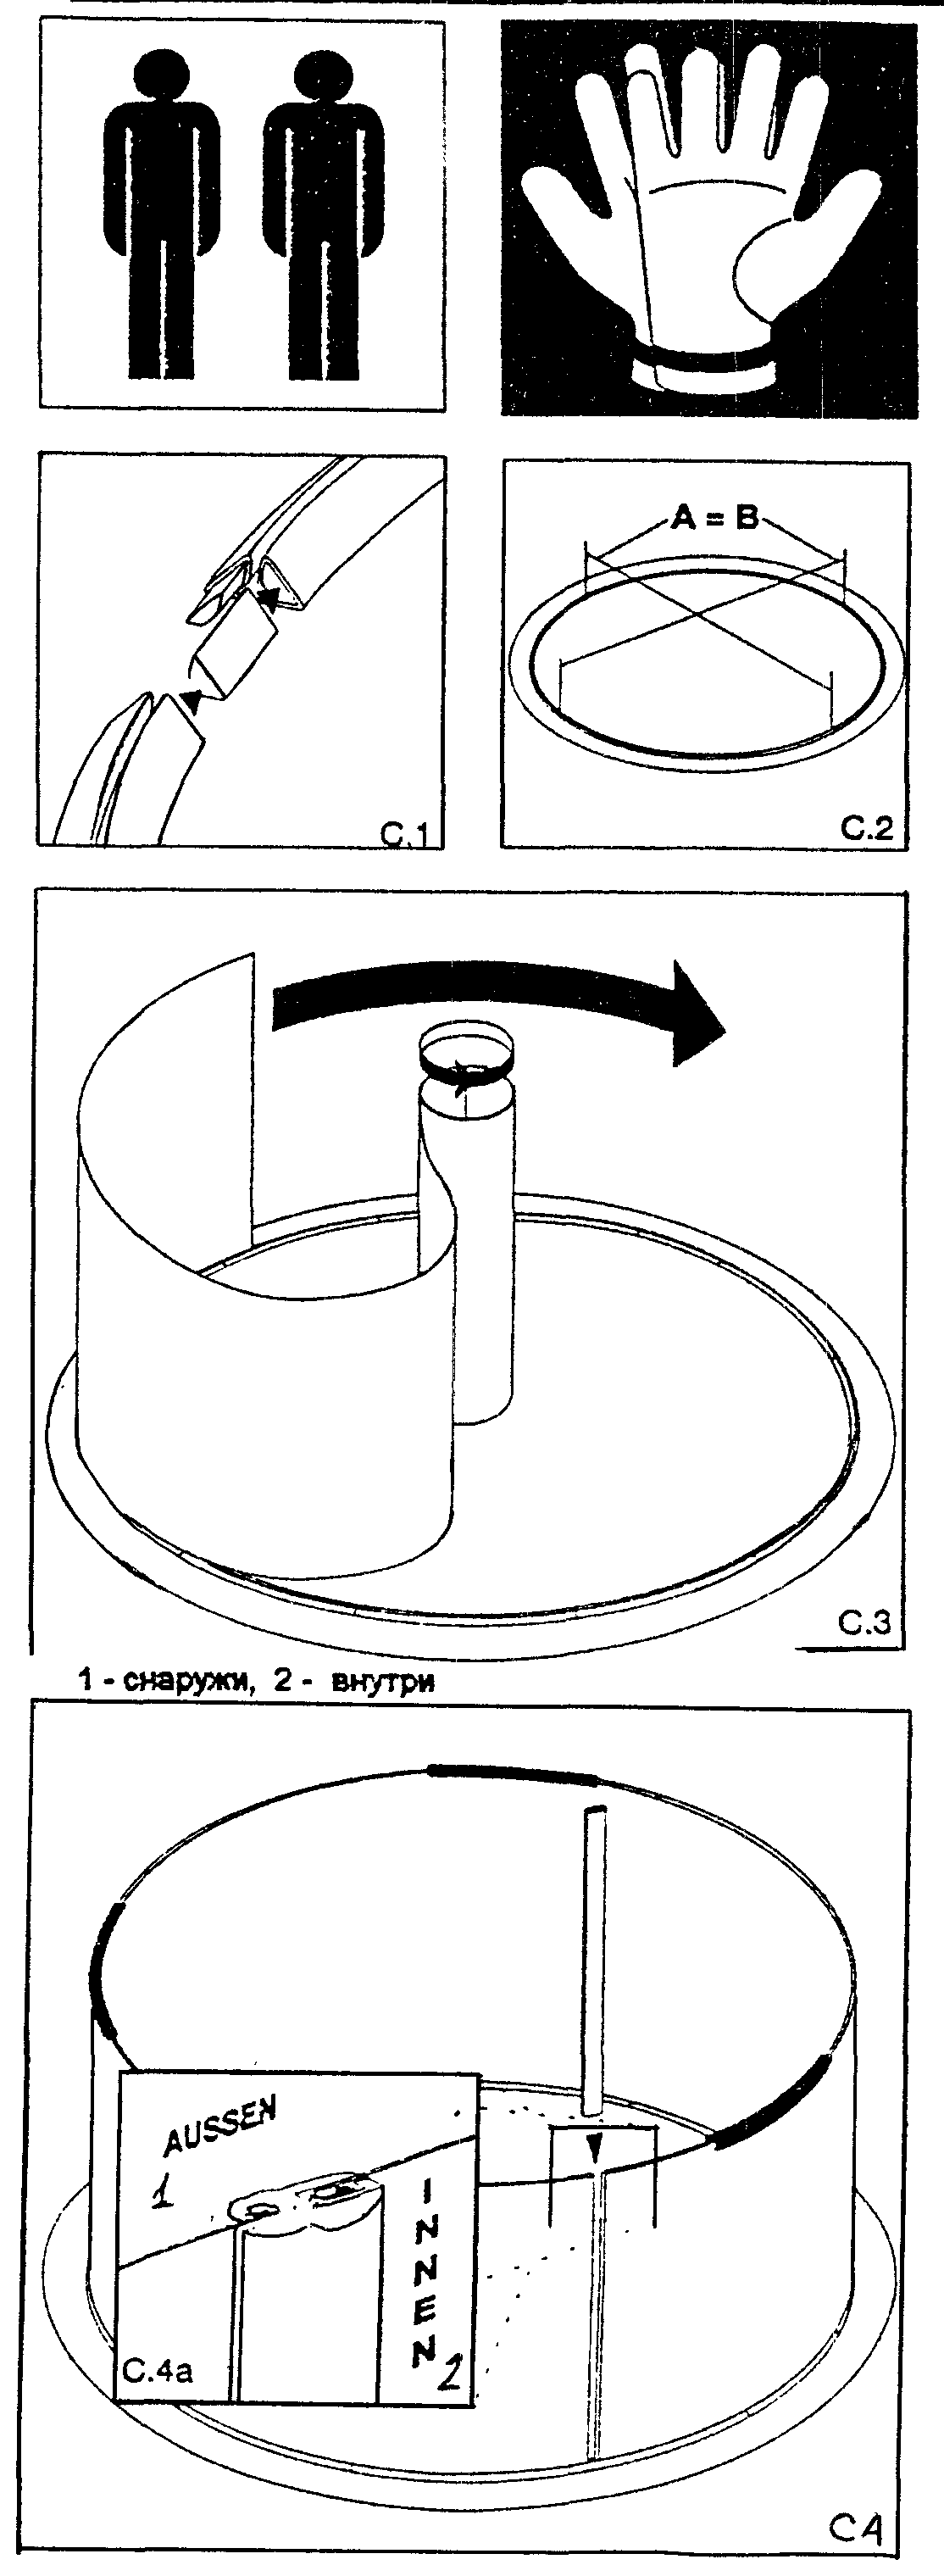 A = B
C.1
C.2
C.3
1 - снаружи, 2 - внутри
AUSSEN
1
INNEN
2
C.4a
C4